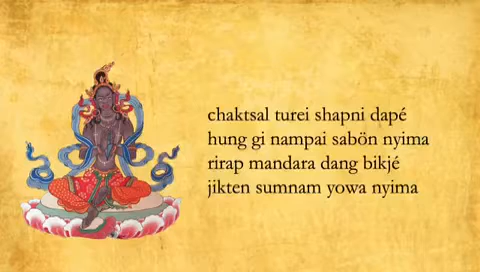 chaktsal turei shapni dapé
hung gi nampai sabön nyima
rirap mandara dang bikjé
jikten sumnam yowa nyima